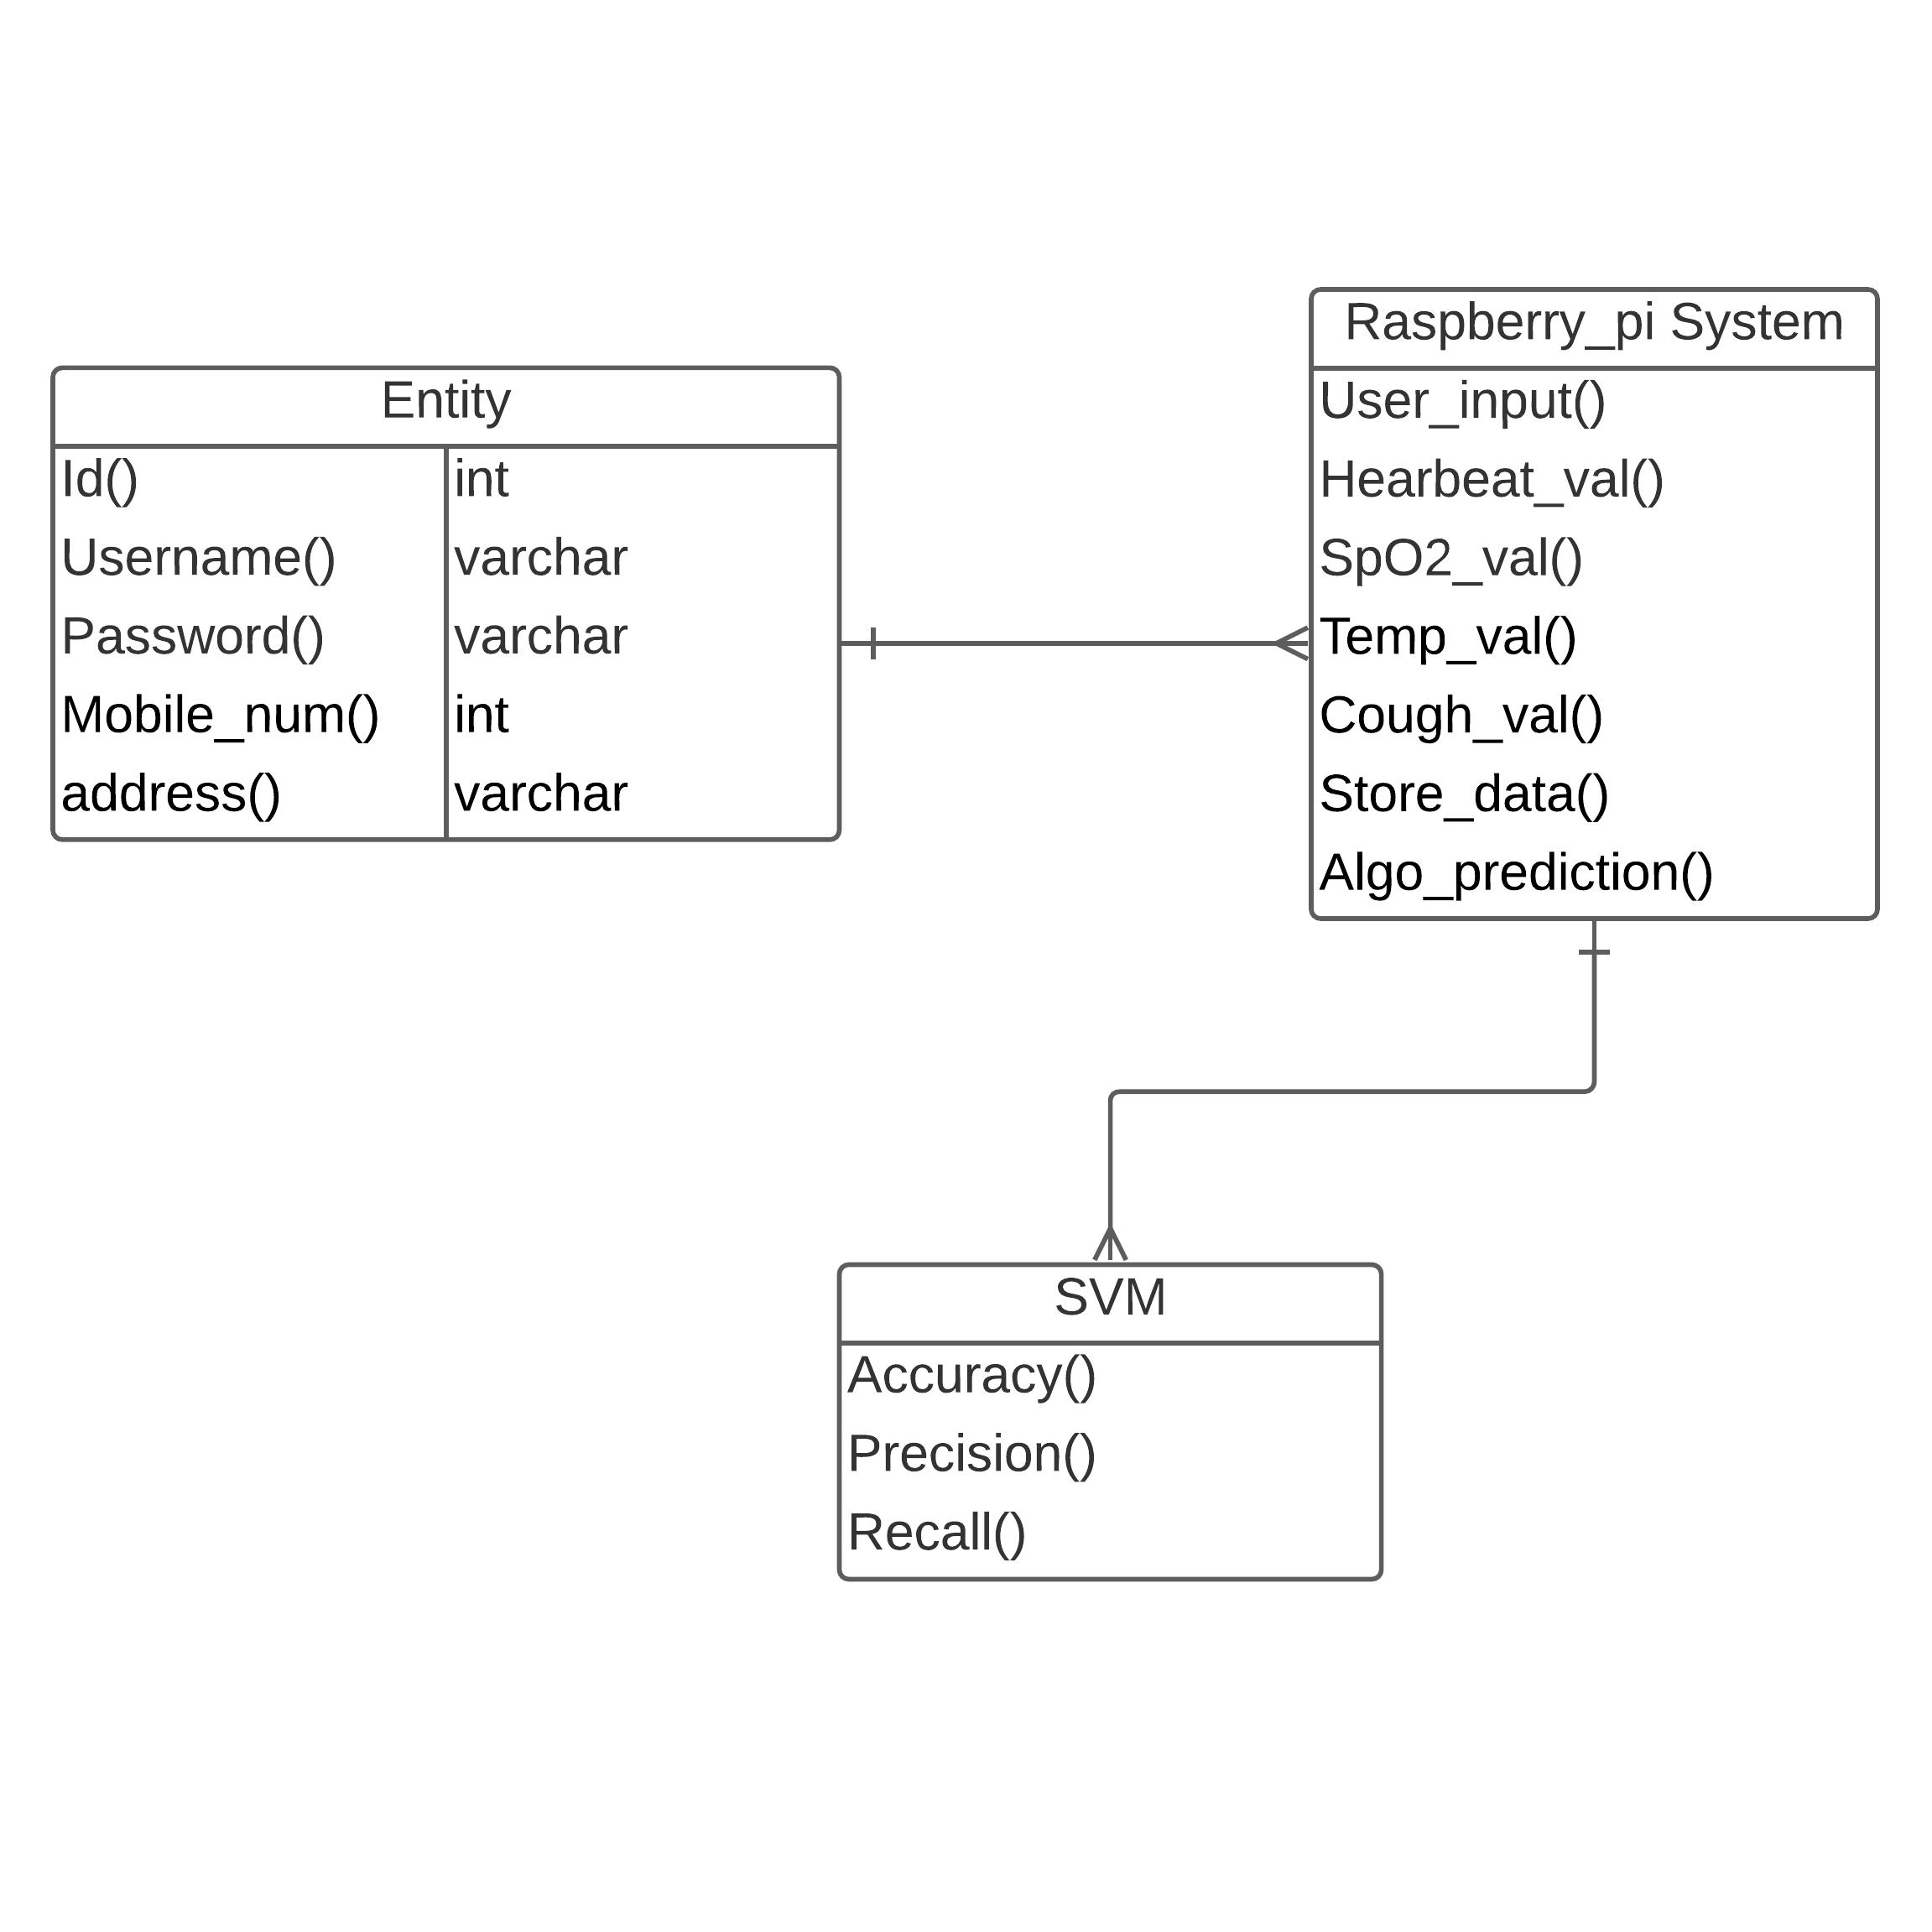 Entity
Id() int
Username() varchar
Password() varchar
Mobile_num() int
address() varchar
Raspberry_pi System
User_input()
Hearbeat_val()
SpO2_val()
Temp_val()
Cough_val()
Store_data()
Algo_prediction()
SVM
Accuracy()
Precision()
Recall()